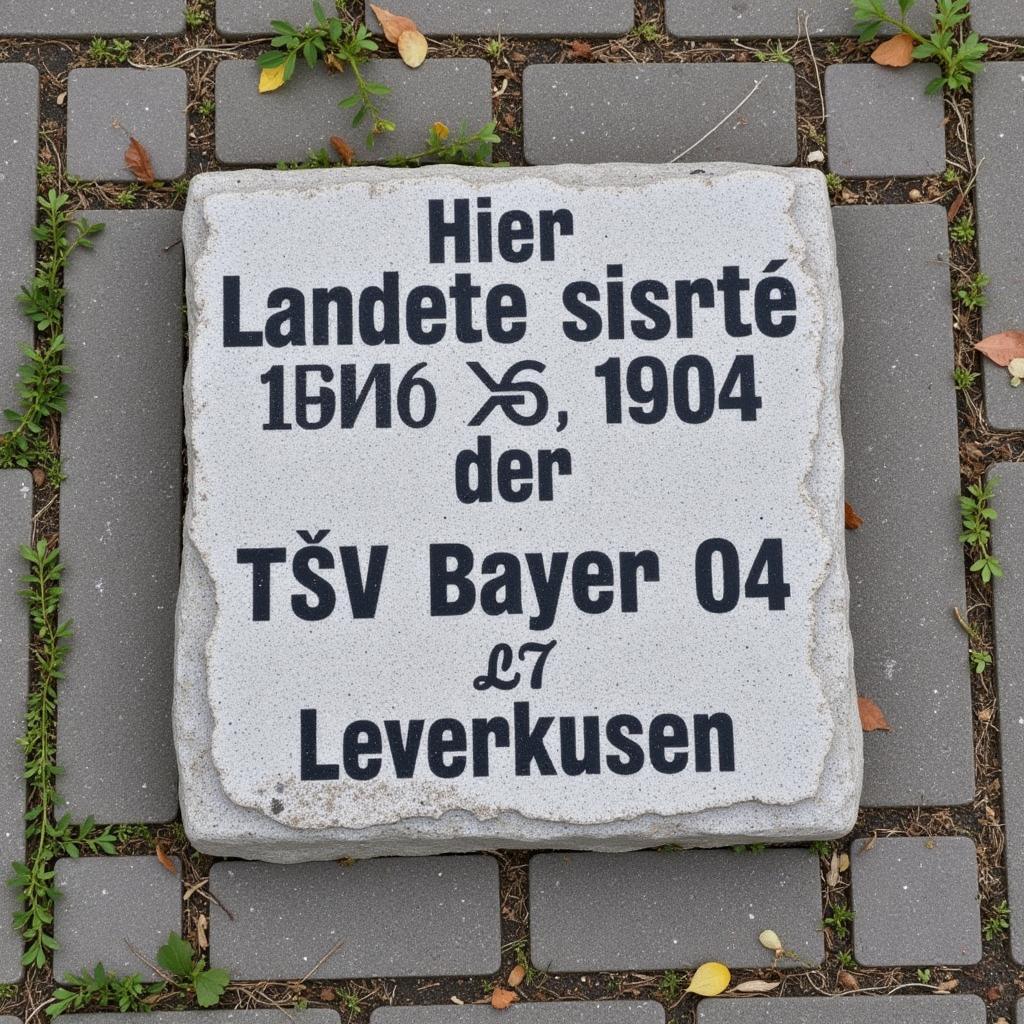 Hier
Landete sisrté
1904
der
TŠV Bayer 04
Leverkusen